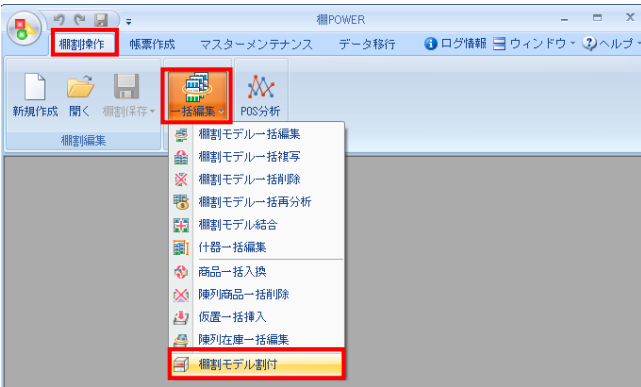 棚POWER
棚割操作 帳票作成 マスターメンテナンス データ移行 ログ情報 ウィンドウ ヘルプ
新規作成 開く 棚割保存 一括編集 POS分析
棚割編集
棚割モデル一括編集
棚割モデル一括複写
棚割モデル一括削除
棚割モデル一括再分析
棚割モデル結合
什器一括編集
商品一括入換
陳列商品一括削除
仮置一括挿入
陳列在庫一括編集
棚割モデル割付